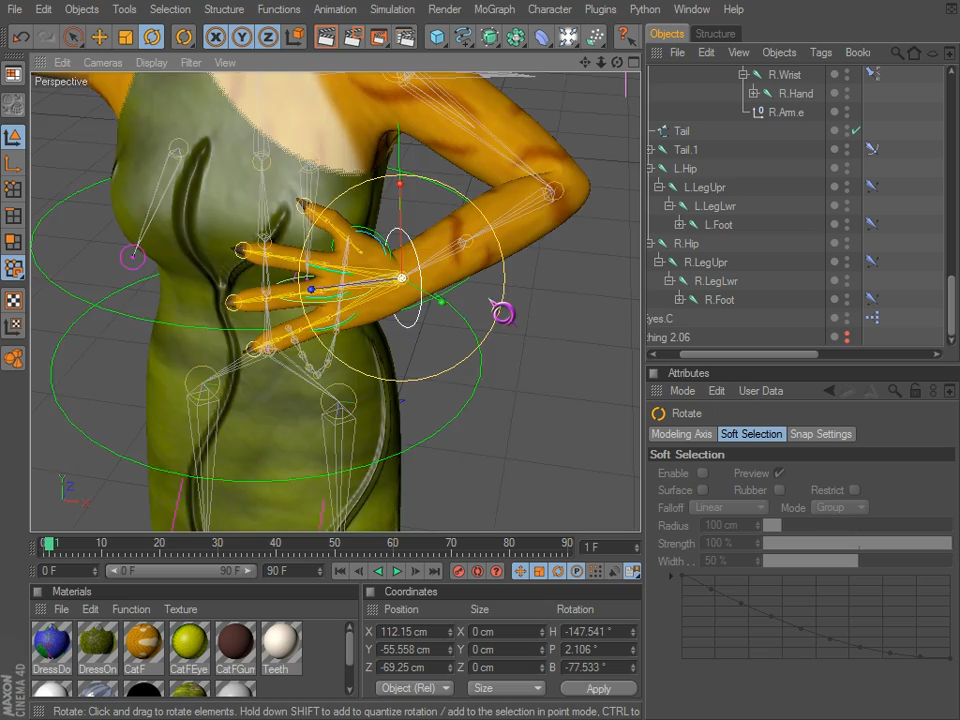 File Edit Objects Tools Selection Structure Functions Animation Simulation Render MoGraph Character Plugins Python Window Help
X Y Z
Objects Structure
File Edit View Objects Tags Book
Edit Cameras Display Filter View
Perspective
R.Wrist
R.Hand
R.Arm.e
Tail
Tail.1
L.Hip
L.LegUpr
L.LegLwr
L.Foot
R.Hip
R.LegUpr
R.LegLwr
R.Foot
Eyes.C
thing 2.06
Attributes
Mode Edit User Data
Rotate
Modeling Axis Soft Selection Snap Settings
Soft Selection
Enable Preview
Surface Rubber Restrict
Falloff Linear Mode Group
Radius 100 cm
Strength 100 %
Width . . 50 %
Y Z X
0 1 10 20 30 40 50 60 70 80 90 1 F
0 F 0 F 90 F 90 F
Materials
File Edit Function Texture
DressDo DressOn CatF CatFEye CatFGum Teeth
Coordinates
Position Size Rotation
X 112.15 cm X 0 cm H -147.541 °
Y -55.558 cm Y 0 cm P 2.106 °
Z -69.25 cm Z 0 cm B -77.533 °
Object (Rel) Size Apply
MAXON CINEMA 4D
Rotate: Click and drag to rotate elements. Hold down SHIFT to add to quantize rotation / add to the selection in point mode, CTRL to